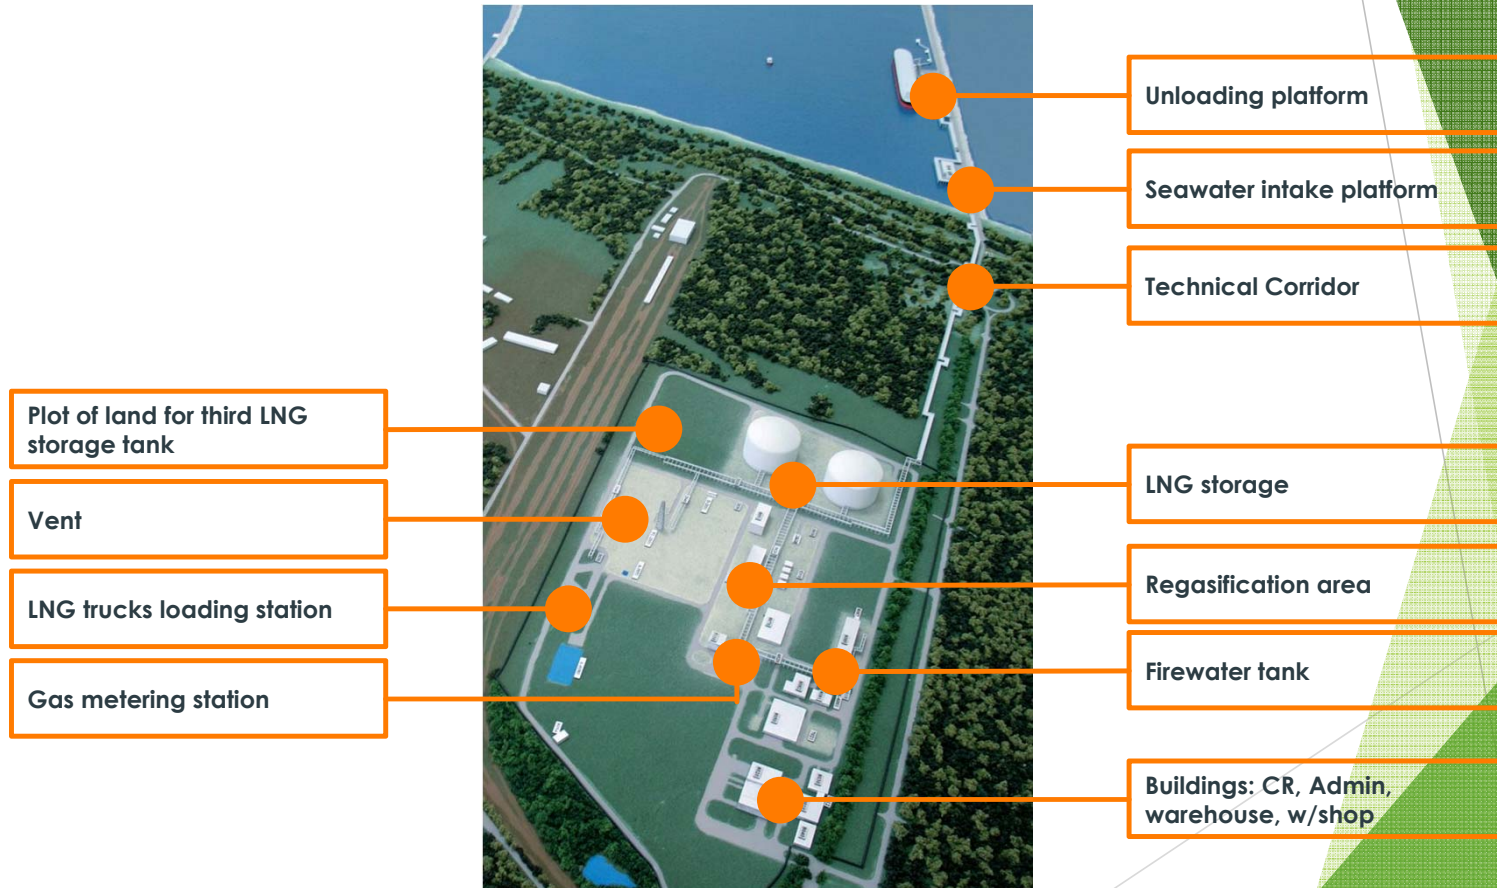 Unloading platform
Seawater intake platform
Technical Corridor
Plot of land for third LNG
storage tank
Vent
LNG trucks loading station
Gas metering station
LNG storage
Regasification area
Firewater tank
Buildings: CR, Admin,
warehouse, w/shop